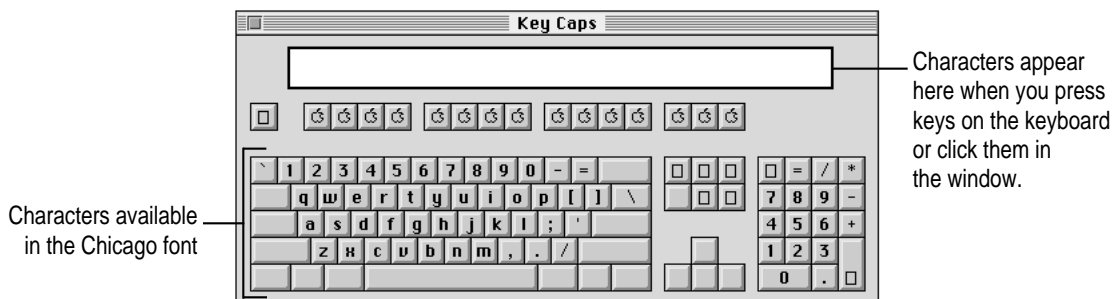 Key Caps
Characters appear
here when you press
keys on the keyboard
or click them in
the window.
Characters available
in the Chicago font
` 1 2 3 4 5 6 7 8 9 0 - = = / *
q w e r t y u i o p [ ] \ 7 8 9 -
a s d f g h j k l ; ' 4 5 6 +
z x c v b n m , . / 1 2 3
0 .